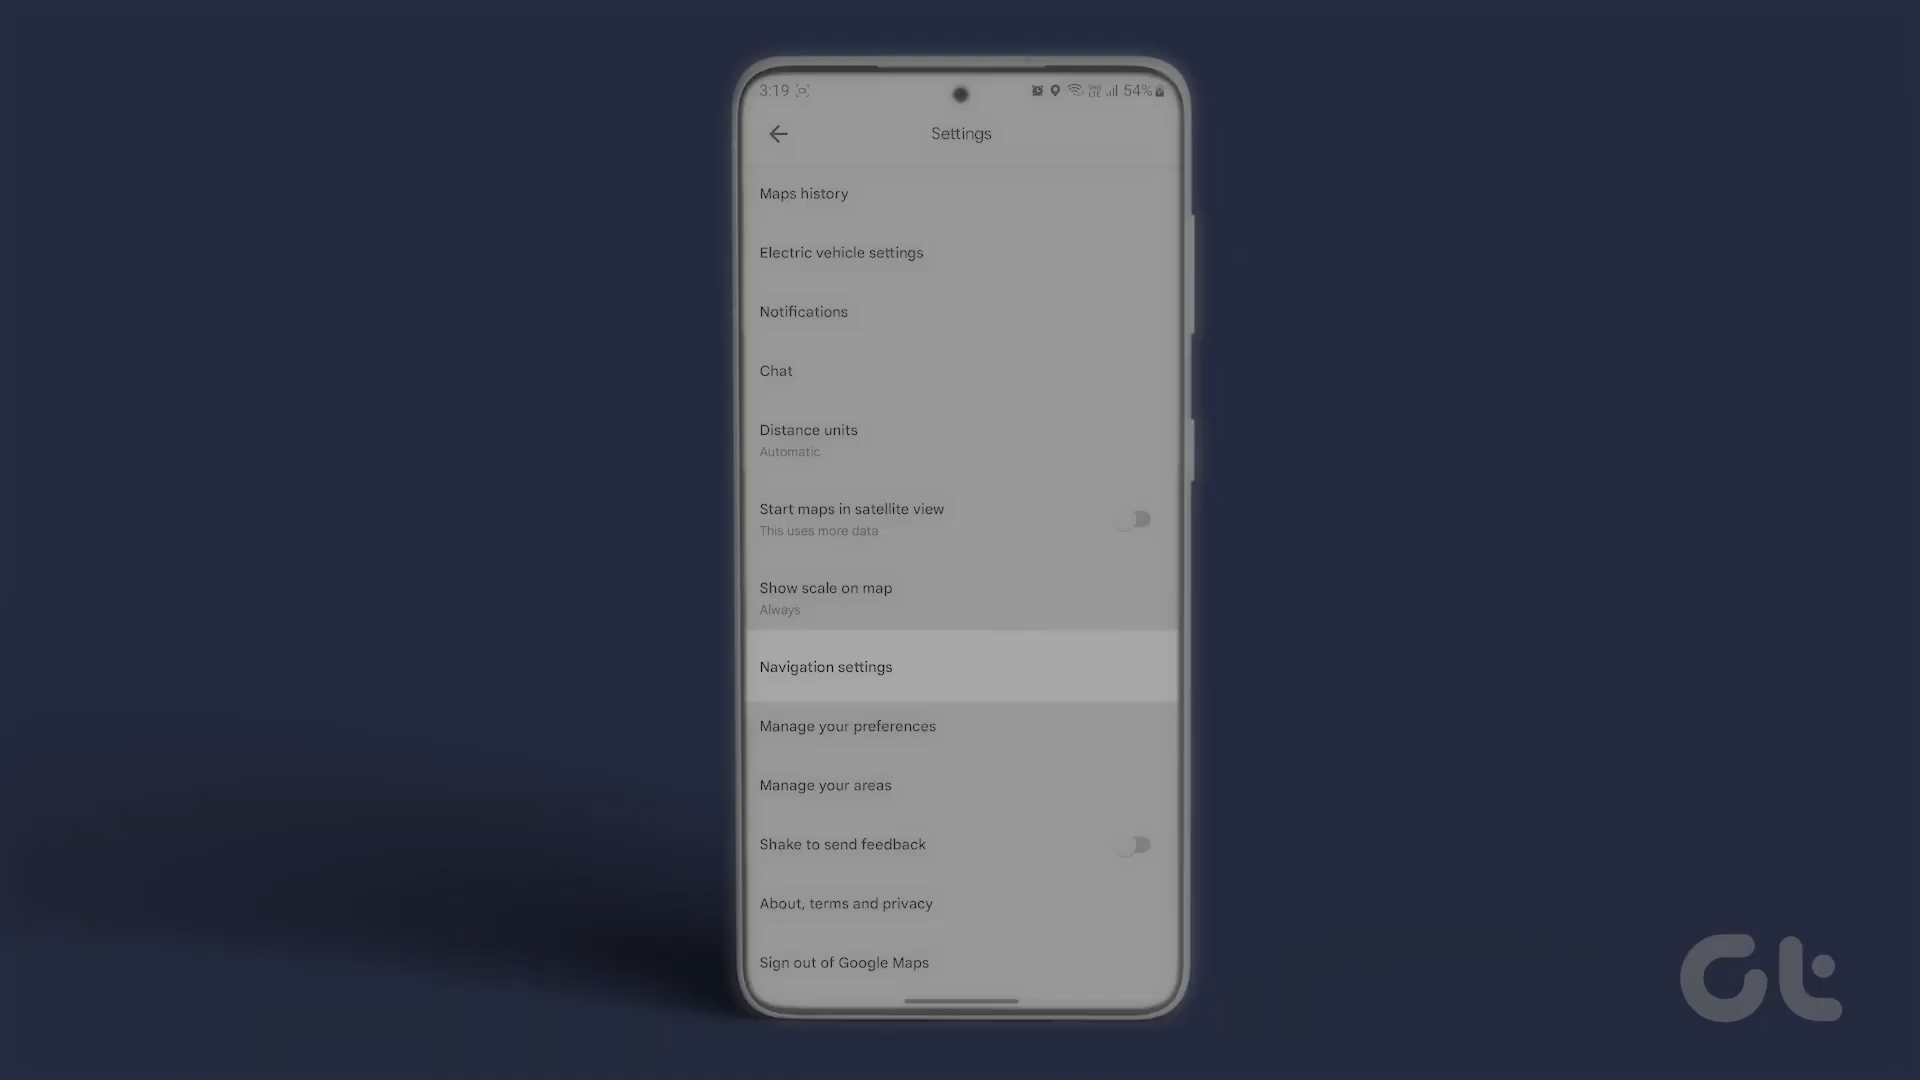 3:19 54%
Settings
Maps history
Electric vehicle settings
Notifications
Chat
Distance units
Automatic
Start maps in satellite view
This uses more data
Show scale on map
Always
Navigation settings
Manage your preferences
Manage your areas
Shake to send feedback
About, terms and privacy
Sign out of Google Maps
Gt